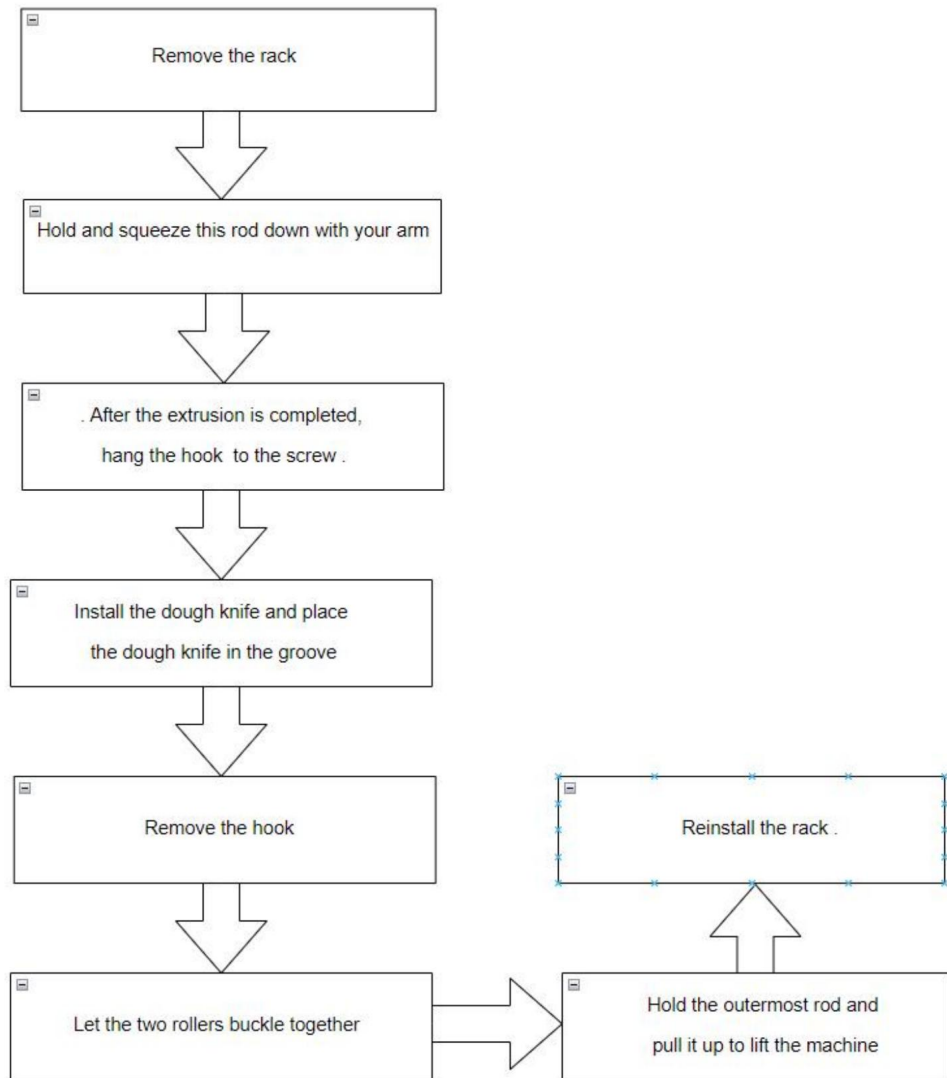 Remove the rack
Hold and squeeze this rod down with your arm
. After the extrusion is completed,
hang the hook to the screw .
Install the dough knife and place
the dough knife in the groove
Remove the hook
Let the two rollers buckle together
Hold the outermost rod and
pull it up to lift the machine
Reinstall the rack .